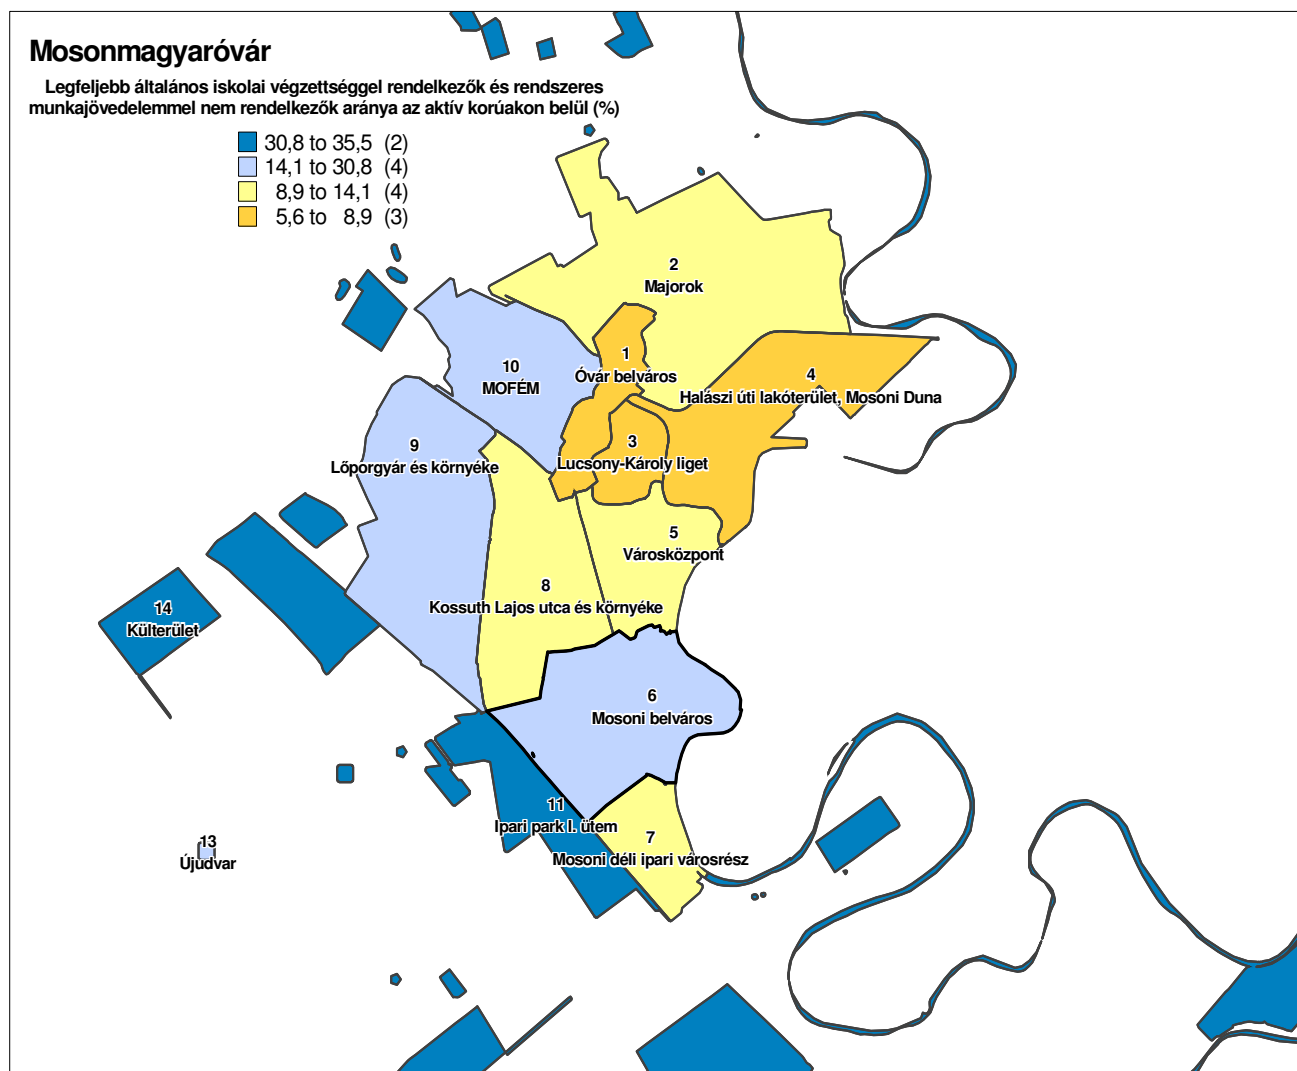 Mosonmagyaróvár
Legfeljebb általános iskolai végzettséggel rendelkezők és rendszeres
munkajövedelemmel nem rendelkezők aránya az aktív korúakon belül (%)
30,8 to 35,5 (2)
14,1 to 30,8 (4)
8,9 to 14,1 (4)
5,6 to 8,9 (3)
2
Majorok
1
Óvár belváros
10
MOFÉM
4
Halászi úti lakóterület, Mosoni Duna
3
Lucsony-Károly liget
9
Lőporgyár és környéke
5
Városközpont
8
Kossuth Lajos utca és környéke
14
Külterület
6
Mosoni belváros
11
Ipari park I. ütem
7
Mosoni déli ipari városrész
13
Újudvar